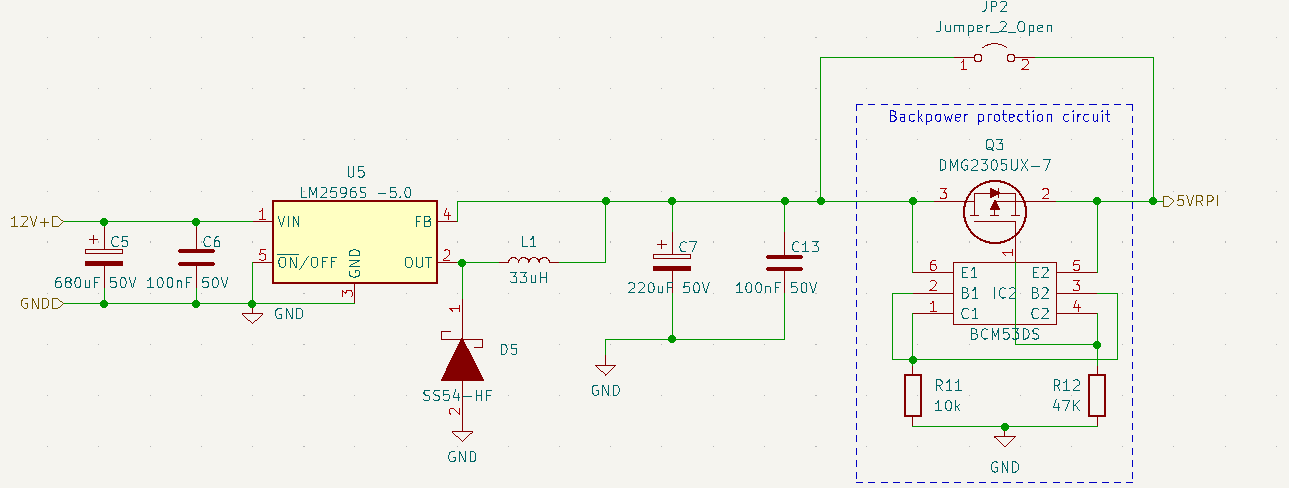 JP2
Jumper_2_Open
1
2
Backpower protection circuit
Q3
DMG2305UX-7
3
2
1
5VRPI
U5
LM2596S -5.0
12V+
1
VIN
FB
4
5
ON/OFF
GND
OUT
2
3
C5
680uF 50V
C6
100nF 50V
GND
GND
L1
33uH
1
D5
SS54-HF
2
GND
C7
220uF 50V
C13
100nF 50V
GND
6
E1
E2
5
2
B1
IC2
B2
3
1
C1
C2
4
BCM53DS
R11
10k
R12
47K
GND